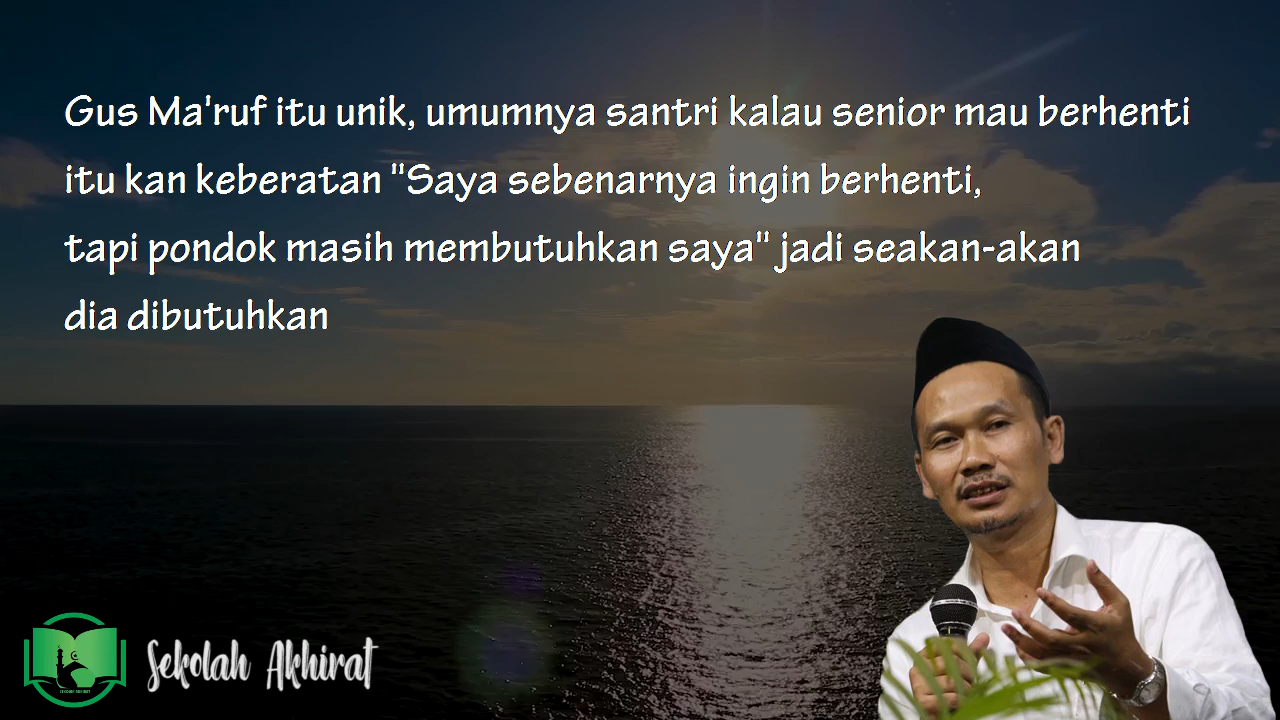 Gus Ma'ruf itu unik, umumnya santri kalau senior mau berhenti
itu kan keberatan "Saya sebenarnya ingin berhenti,
tapi pondok masih membutuhkan saya" jadi seakan-akan
dia dibutuhkan
Sekolah Akhirat